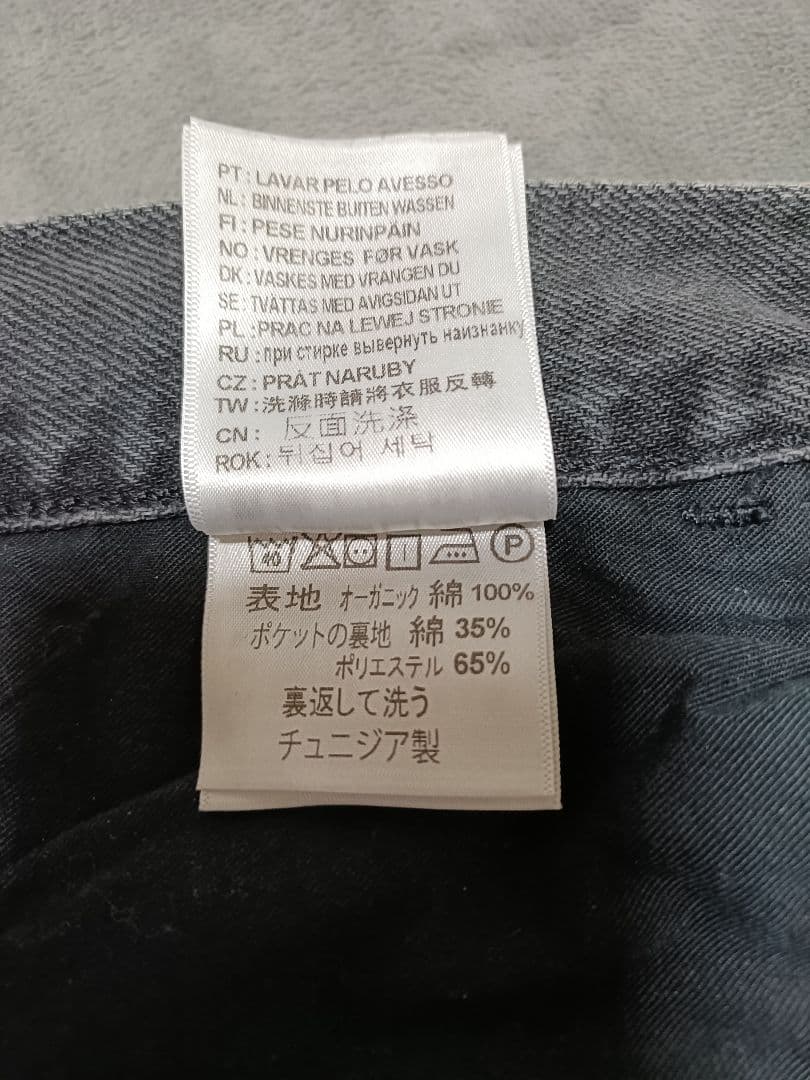 PT : LAVAR PELO AVESSO
NL : BINNENSTE BUITEN WASSEN
FI : PESE NURINPAIN
NO : VRENGES FØR VASK
DK : VASKES MED VRANGEN DU
SE : TVATTAS MED AVIGSIDAN UT
PL : PRAC NA LEWEJ STRONIE
RU : при стирке вывернуть наизнанку
CZ : PRAT NARUBY
TW : 洗滌時請將衣服反轉
CN : 反面洗涤
ROK : 뒤집어 세탁
40 P
表地 オーガニック 綿 100%
ポケットの裏地 綿 35%
ポリエステル 65%
裏返して洗う
チュニジア製